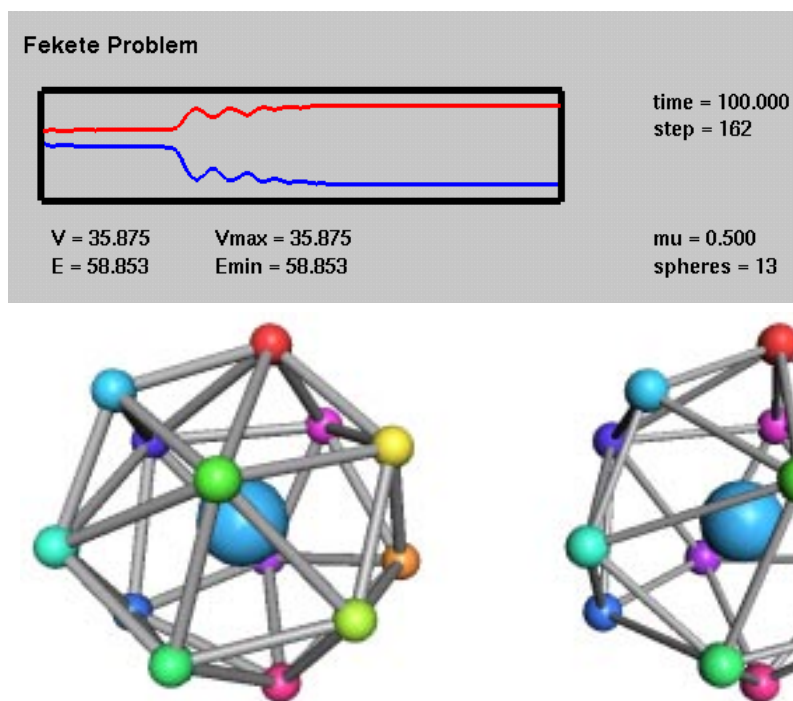 Fekete Problem
time = 100.000
step = 162
V = 35.875 Vmax = 35.875 mu = 0.500
E = 58.853 Emin = 58.853 spheres = 13